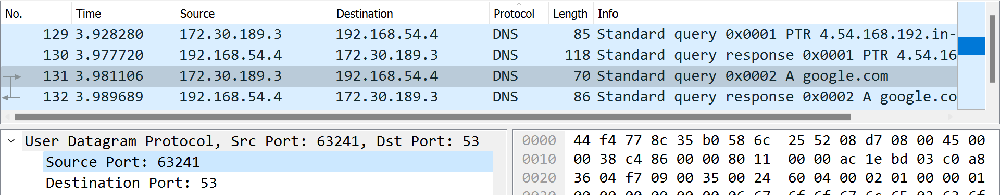 No. Time Source Destination Protocol Length Info
129 3.928280 172.30.189.3 192.168.54.4 DNS 85 Standard query 0x0001 PTR 4.54.168.192.in-
130 3.977720 192.168.54.4 172.30.189.3 DNS 118 Standard query response 0x0001 PTR 4.54.16
131 3.981106 172.30.189.3 192.168.54.4 DNS 70 Standard query 0x0002 A google.com
132 3.989689 192.168.54.4 172.30.189.3 DNS 86 Standard query response 0x0002 A google.co
User Datagram Protocol, Src Port: 63241, Dst Port: 53
Source Port: 63241
Destination Port: 53
0000 44 f4 77 8c 35 b0 58 6c 25 52 08 d7 08 00 45 00
0010 00 38 c4 86 00 00 80 11 00 00 ac 1e bd 03 c0 a8
0020 36 04 f7 09 00 35 00 24 60 04 00 02 01 00 00 01